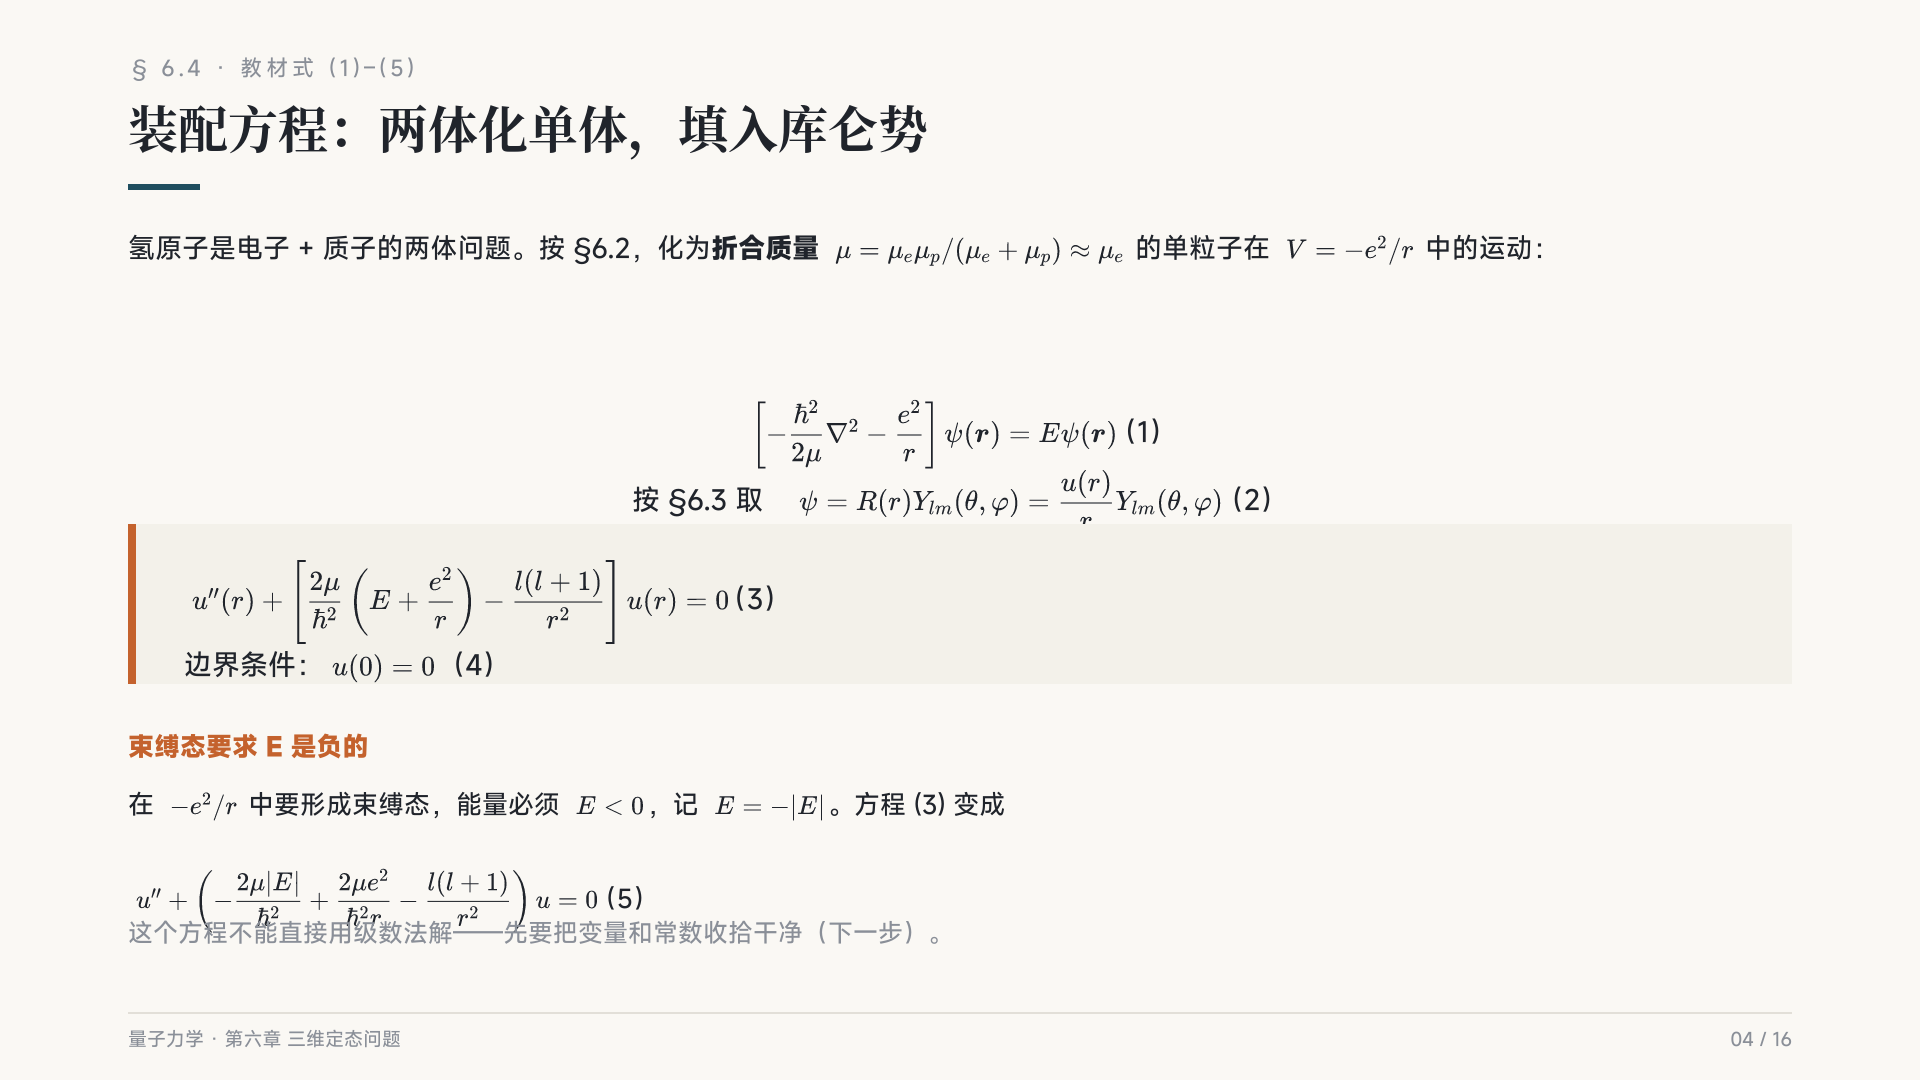 § 6.4 · 教材式 (1)–(5)
装配方程：两体化单体，填入库仑势
氢原子是电子 + 质子的两体问题。按 §6.2，化为折合质量 μ = μₑμₚ/(μₑ + μₚ) ≈ μₑ 的单粒子在 V = −e²/r 中的运动：
[−ħ²/2μ ∇² − e²/r] ψ(r) = Eψ(r) (1)
按 §6.3 取 ψ = R(r)Yₗₘ(θ, φ) = u(r)/r Yₗₘ(θ, φ) (2)
u″(r) + [2μ/ħ² (E + e²/r) − l(l + 1)/r²] u(r) = 0 (3)
边界条件： u(0) = 0 (4)
束缚态要求 E 是负的
在 −e²/r 中要形成束缚态，能量必须 E < 0，记 E = −|E|。方程 (3) 变成
u″ + (−2μ|E|/ħ² + 2μe²/ħ²r − l(l + 1)/r²) u = 0 (5)
这个方程不能直接用级数法解——先要把变量和常数收拾干净（下一步）。
量子力学 · 第六章 三维定态问题
04 / 16